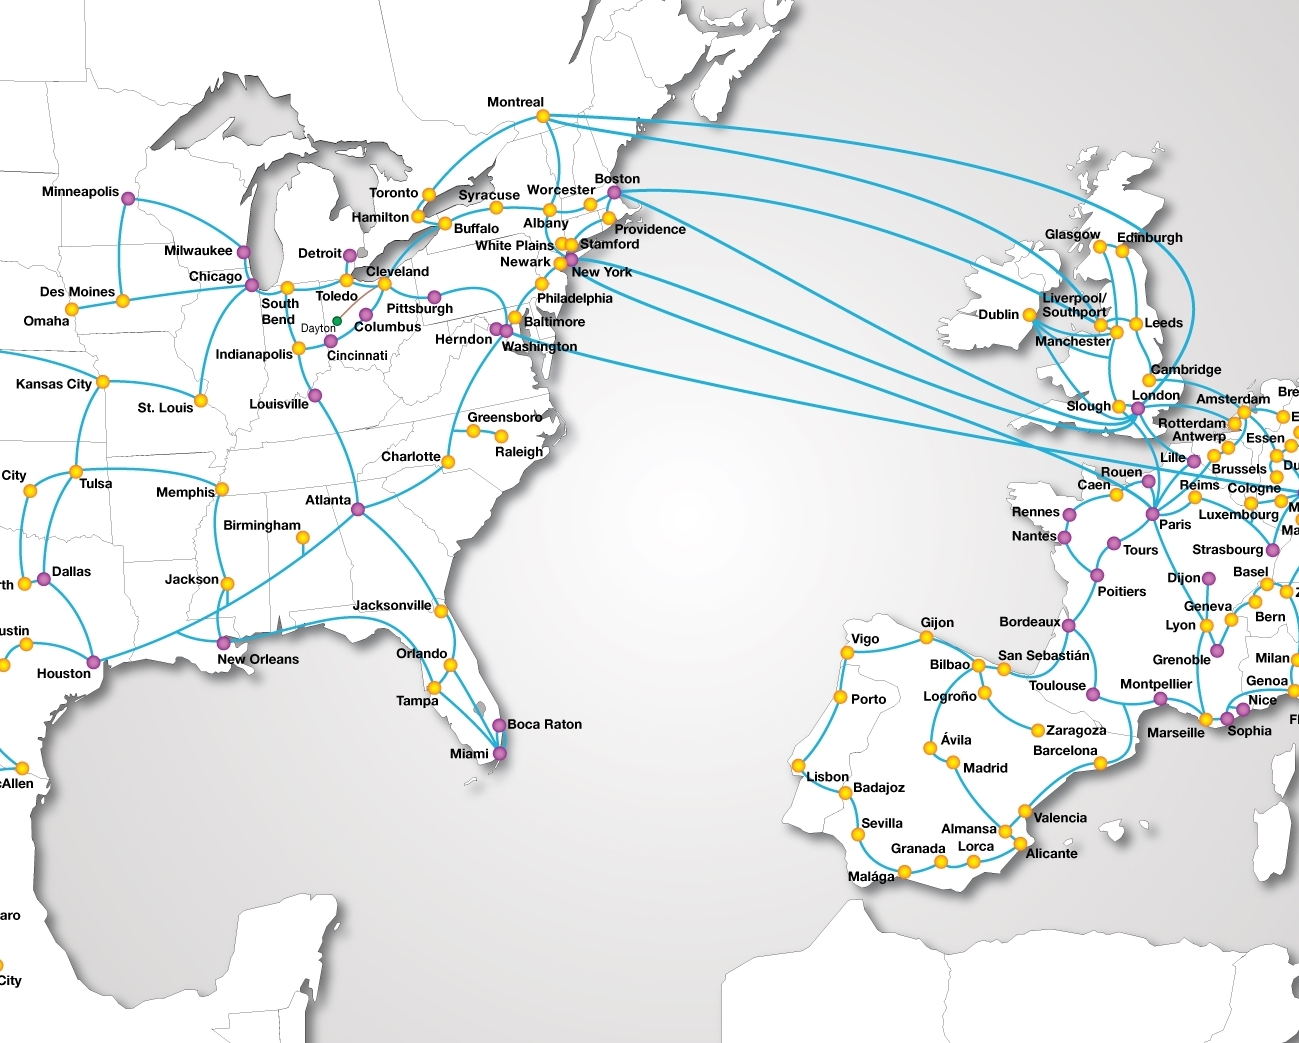 Montreal
Minneapolis
Toronto
Syracuse
Worcester
Boston
Hamilton
Buffalo
Albany
Providence
Milwaukee
Detroit
White Plains
Stamford
Chicago
Cleveland
Newark
New York
Des Moines
South
Bend
Toledo
Pittsburgh
Philadelphia
Omaha
Dayton
Columbus
Baltimore
Indianapolis
Cincinnati
Herndon
Washington
Kansas City
St. Louis
Louisville
Greensboro
Raleigh
Charlotte
City
Tulsa
Memphis
Atlanta
Birmingham
rth
Dallas
Jackson
Jacksonville
ustin
Houston
New Orleans
Orlando
Tampa
Boca Raton
Miami
cAllen
aro
City
Glasgow
Edinburgh
Dublin
Liverpool/
Southport
Leeds
Manchester
Cambridge
London
Slough
Amsterdam
Bre
Rotterdam
E
Antwerp
Essen
Lille
Brussels
Du
Rouen
Caen
Reims
Cologne
Rennes
Paris
Luxembourg
M
Ma
Nantes
Tours
Strasbourg
Poitiers
Dijon
Basel
Z
Geneva
Bern
Bordeaux
Lyon
Grenoble
Milan
Vigo
Gijon
Bilbao
San Sebastián
Toulouse
Montpellier
Genoa
Porto
Logroño
Nice
Marseille
Sophia
Fl
Zaragoza
Ávila
Barcelona
Madrid
Lisbon
Badajoz
Valencia
Sevilla
Almansa
Granada
Lorca
Alicante
Malága